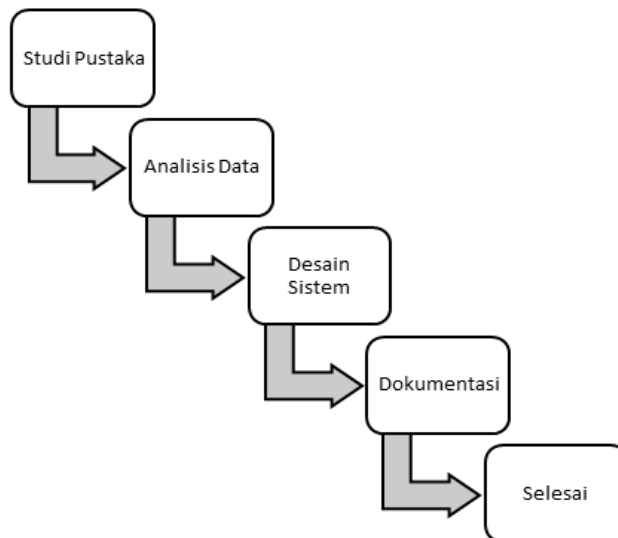 Studi Pustaka
Analisis Data
Desain
Sistem
Dokumentasi
Selesai